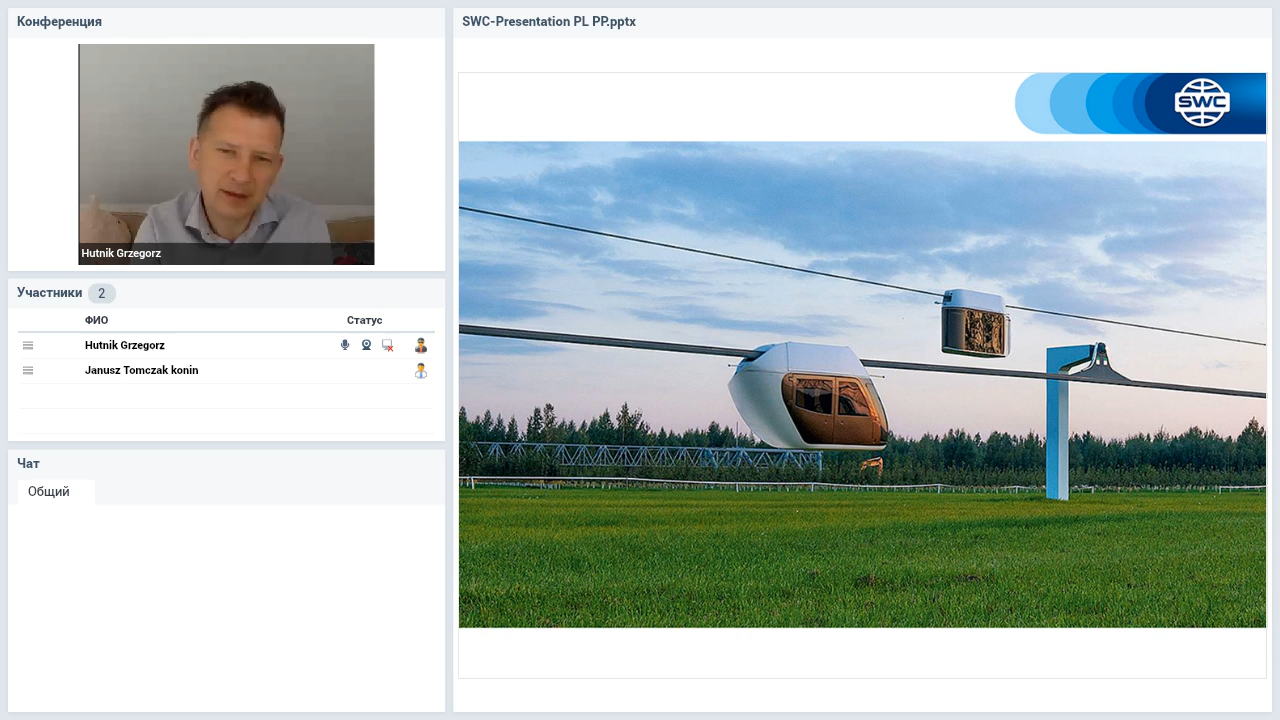 Конференция
Hutnik Grzegorz
Участники 2
ФИО Статус
Hutnik Grzegorz
Janusz Tomczak konin
Чат
Общий
SWC-Presentation PL PP.pptx
SWC